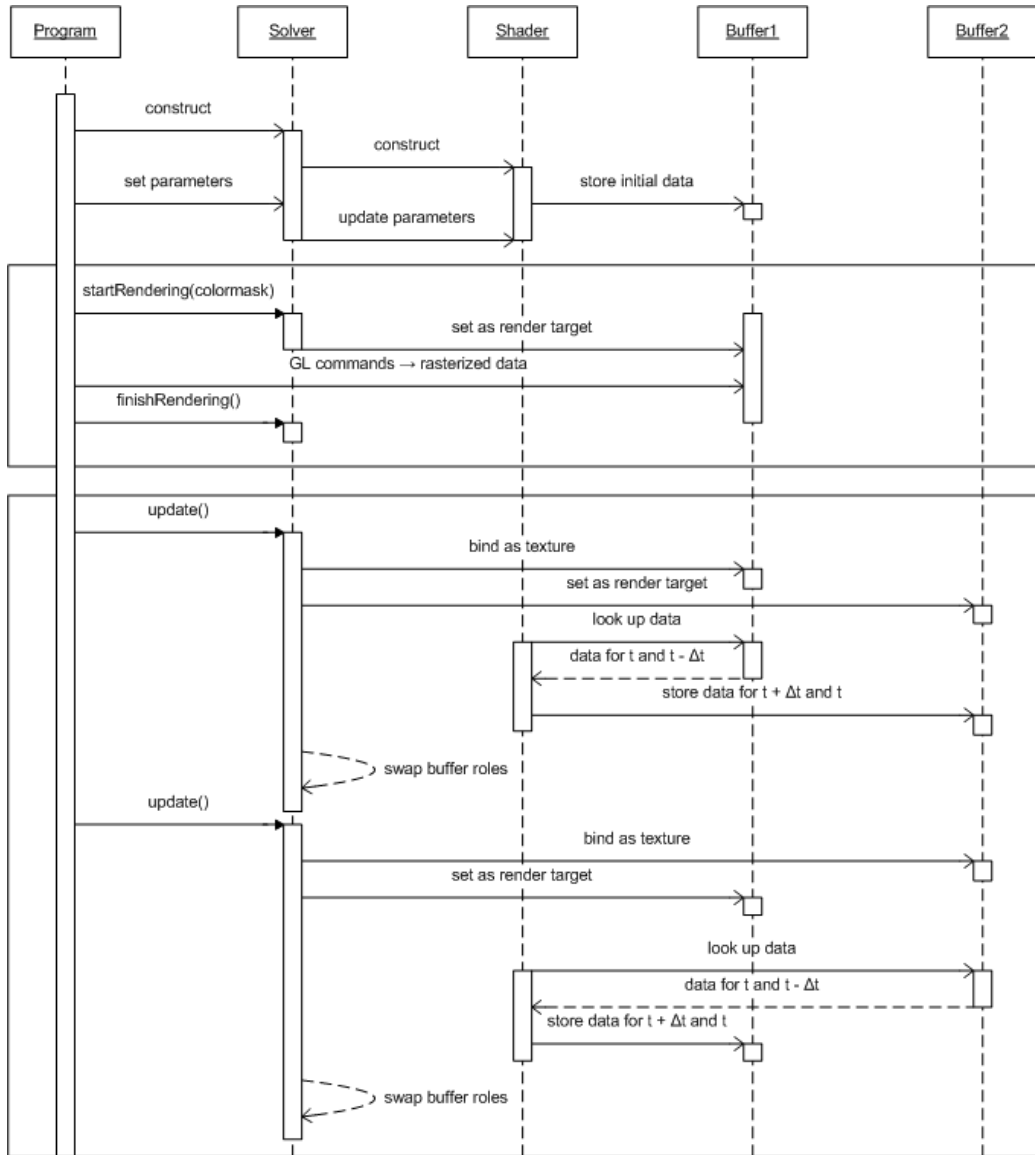 Program
Solver
Shader
Buffer1
Buffer2
construct
construct
set parameters
store initial data
update parameters
startRendering(colormask)
set as render target
GL commands → rasterized data
finishRendering()
update()
bind as texture
set as render target
look up data
data for t and t - Δt
store data for t + Δt and t
swap buffer roles
update()
bind as texture
set as render target
look up data
data for t and t - Δt
store data for t + Δt and t
swap buffer roles